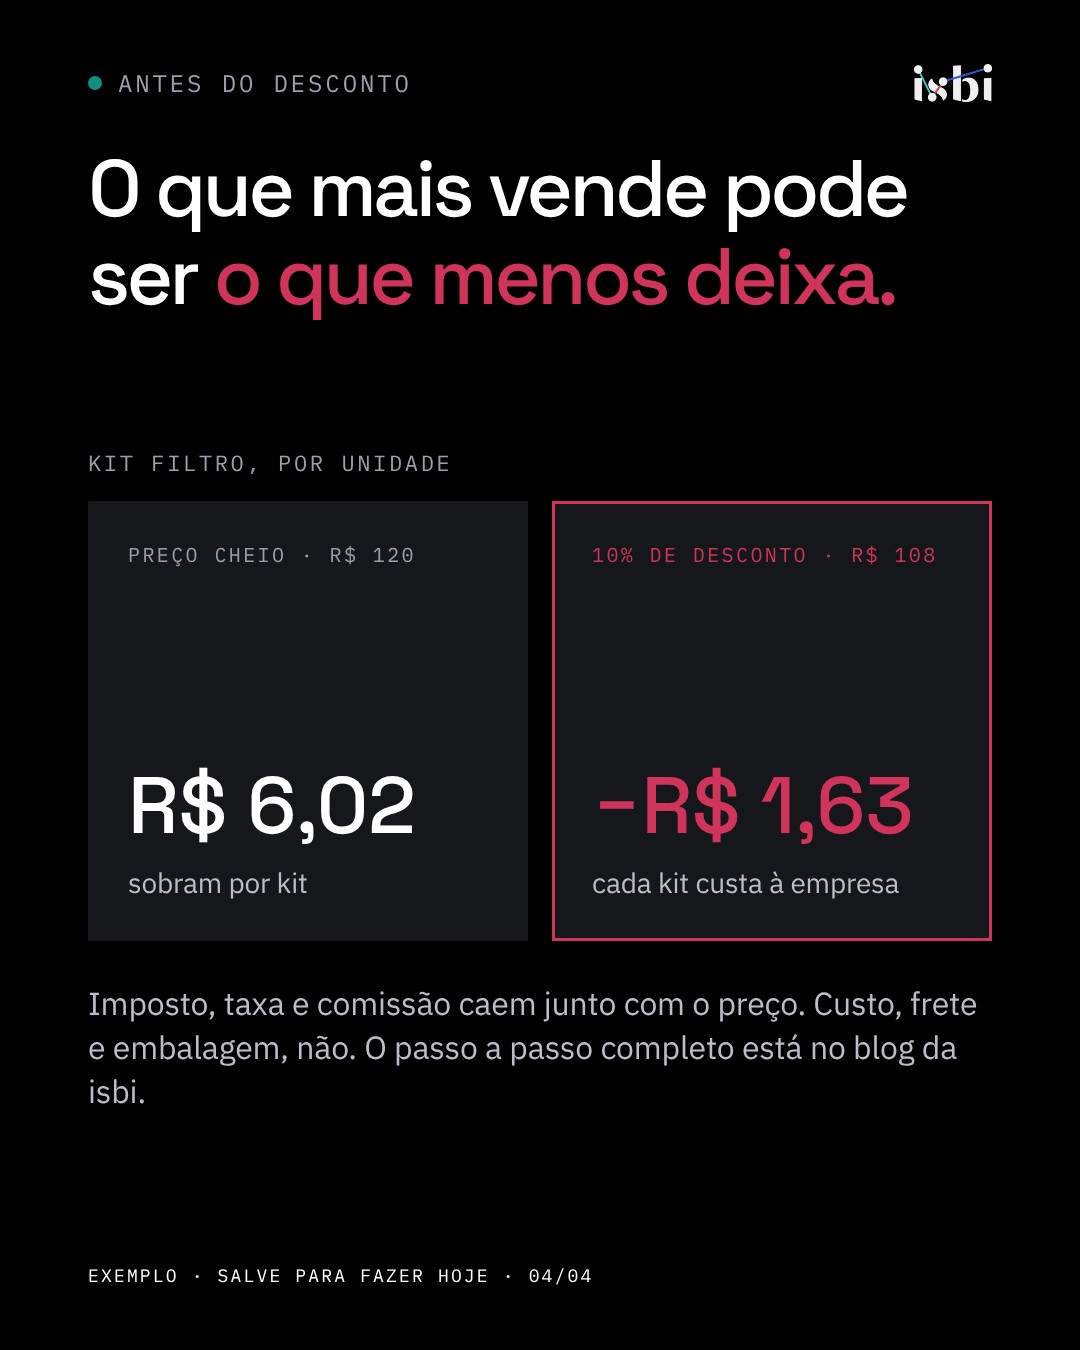 ANTES DO DESCONTO
isbi
O que mais vende pode
ser o que menos deixa.
KIT FILTRO, POR UNIDADE
PREÇO CHEIO · R$ 120
R$ 6,02
sobram por kit
10% DE DESCONTO · R$ 108
−R$ 1,63
cada kit custa à empresa
Imposto, taxa e comissão caem junto com o preço. Custo, frete
e embalagem, não. O passo a passo completo está no blog da
isbi.
EXEMPLO · SALVE PARA FAZER HOJE · 04/04